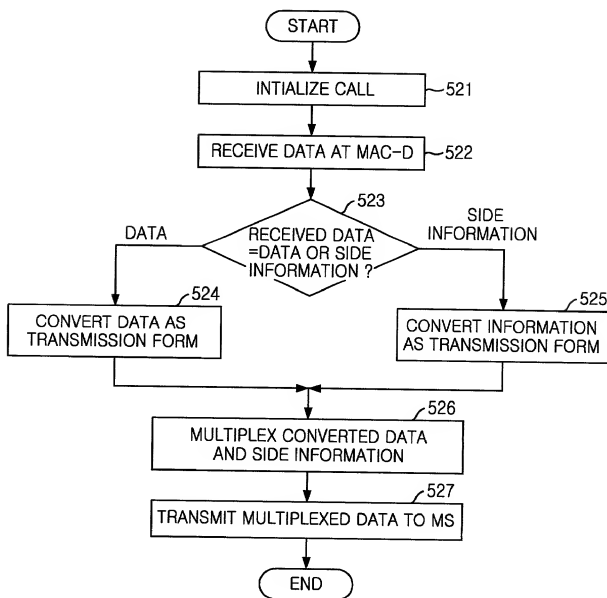 START
INTIALIZE CALL
521
RECEIVE DATA AT MAC-D
522
523
DATA
RECEIVED DATA
=DATA OR SIDE
INFORMATION ?
SIDE
INFORMATION
524
CONVERT DATA AS
TRANSMISSION FORM
525
CONVERT INFORMATION
AS TRANSMISSION FORM
526
MULTIPLEX CONVERTED DATA
AND SIDE INFORMATION
527
TRANSMIT MULTIPLEXED DATA TO MS
END